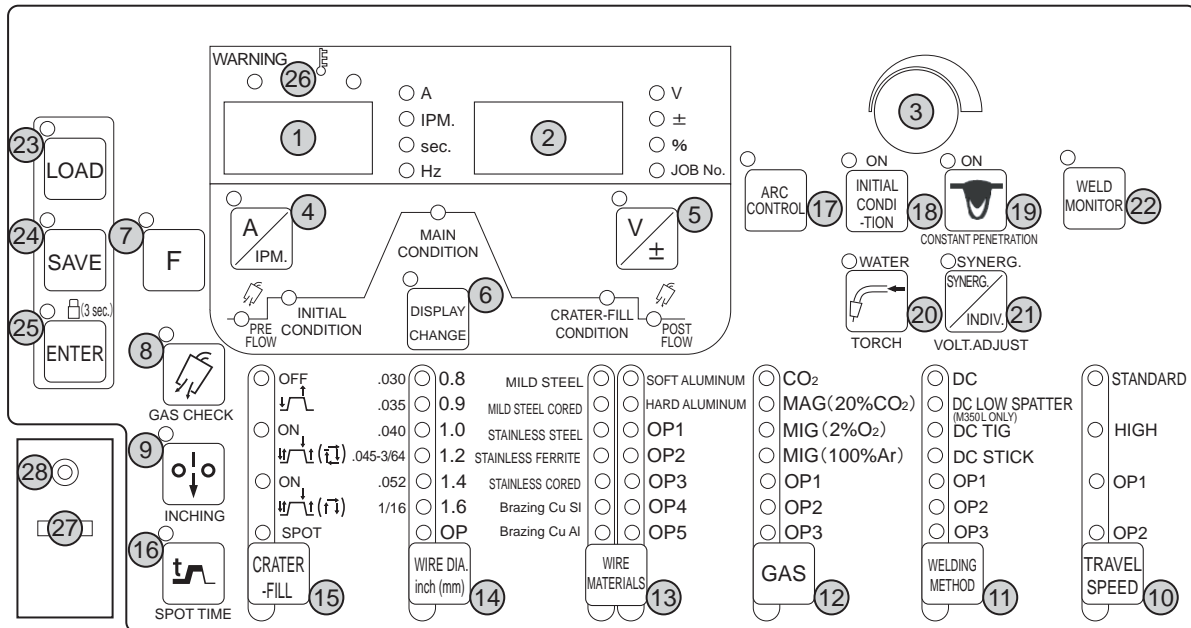 WARNING
26
1
A
IPM.
sec.
Hz
2
V
±
%
JOB No.
3
23
LOAD
24
SAVE
7
F
25
(3 sec.)
ENTER
4
A
IPM.
5
V
±
MAIN
CONDITION
6
DISPLAY
CHANGE
PRE
FLOW
INITIAL
CONDITION
CRATER-FILL
CONDITION
POST
FLOW
ARC
CONTROL
17
ON
INITIAL
CONDI
-TION
18
ON
19
CONSTANT PENETRATION
WELD
MONITOR
22
WATER
20
TORCH
SYNERG.
SYNERG.
INDIV.
21
VOLT.ADJUST
8
GAS CHECK
9
INCHING
16
t
SPOT TIME
28
27
OFF
ON
ON
SPOT
CRATER
-FILL
15
.030 0.8
.035 0.9
.040 1.0
.045-3/64 1.2
.052 1.4
1/16 1.6
OP
WIRE DIA.
inch (mm)
14
MILD STEEL
MILD STEEL CORED
STAINLESS STEEL
STAINLESS FERRITE
STAINLESS CORED
Brazing Cu SI
Brazing Cu Al
SOFT ALUMINUM
HARD ALUMINUM
OP1
OP2
OP3
OP4
OP5
WIRE
MATERIALS
13
CO₂
MAG(20%CO₂)
MIG(2%O₂)
MIG(100%Ar)
OP1
OP2
OP3
GAS
12
DC
DC LOW SPATTER
(M350L ONLY)
DC TIG
DC STICK
OP1
OP2
OP3
WELDING
METHOD
11
STANDARD
HIGH
OP1
OP2
TRAVEL
SPEED
10